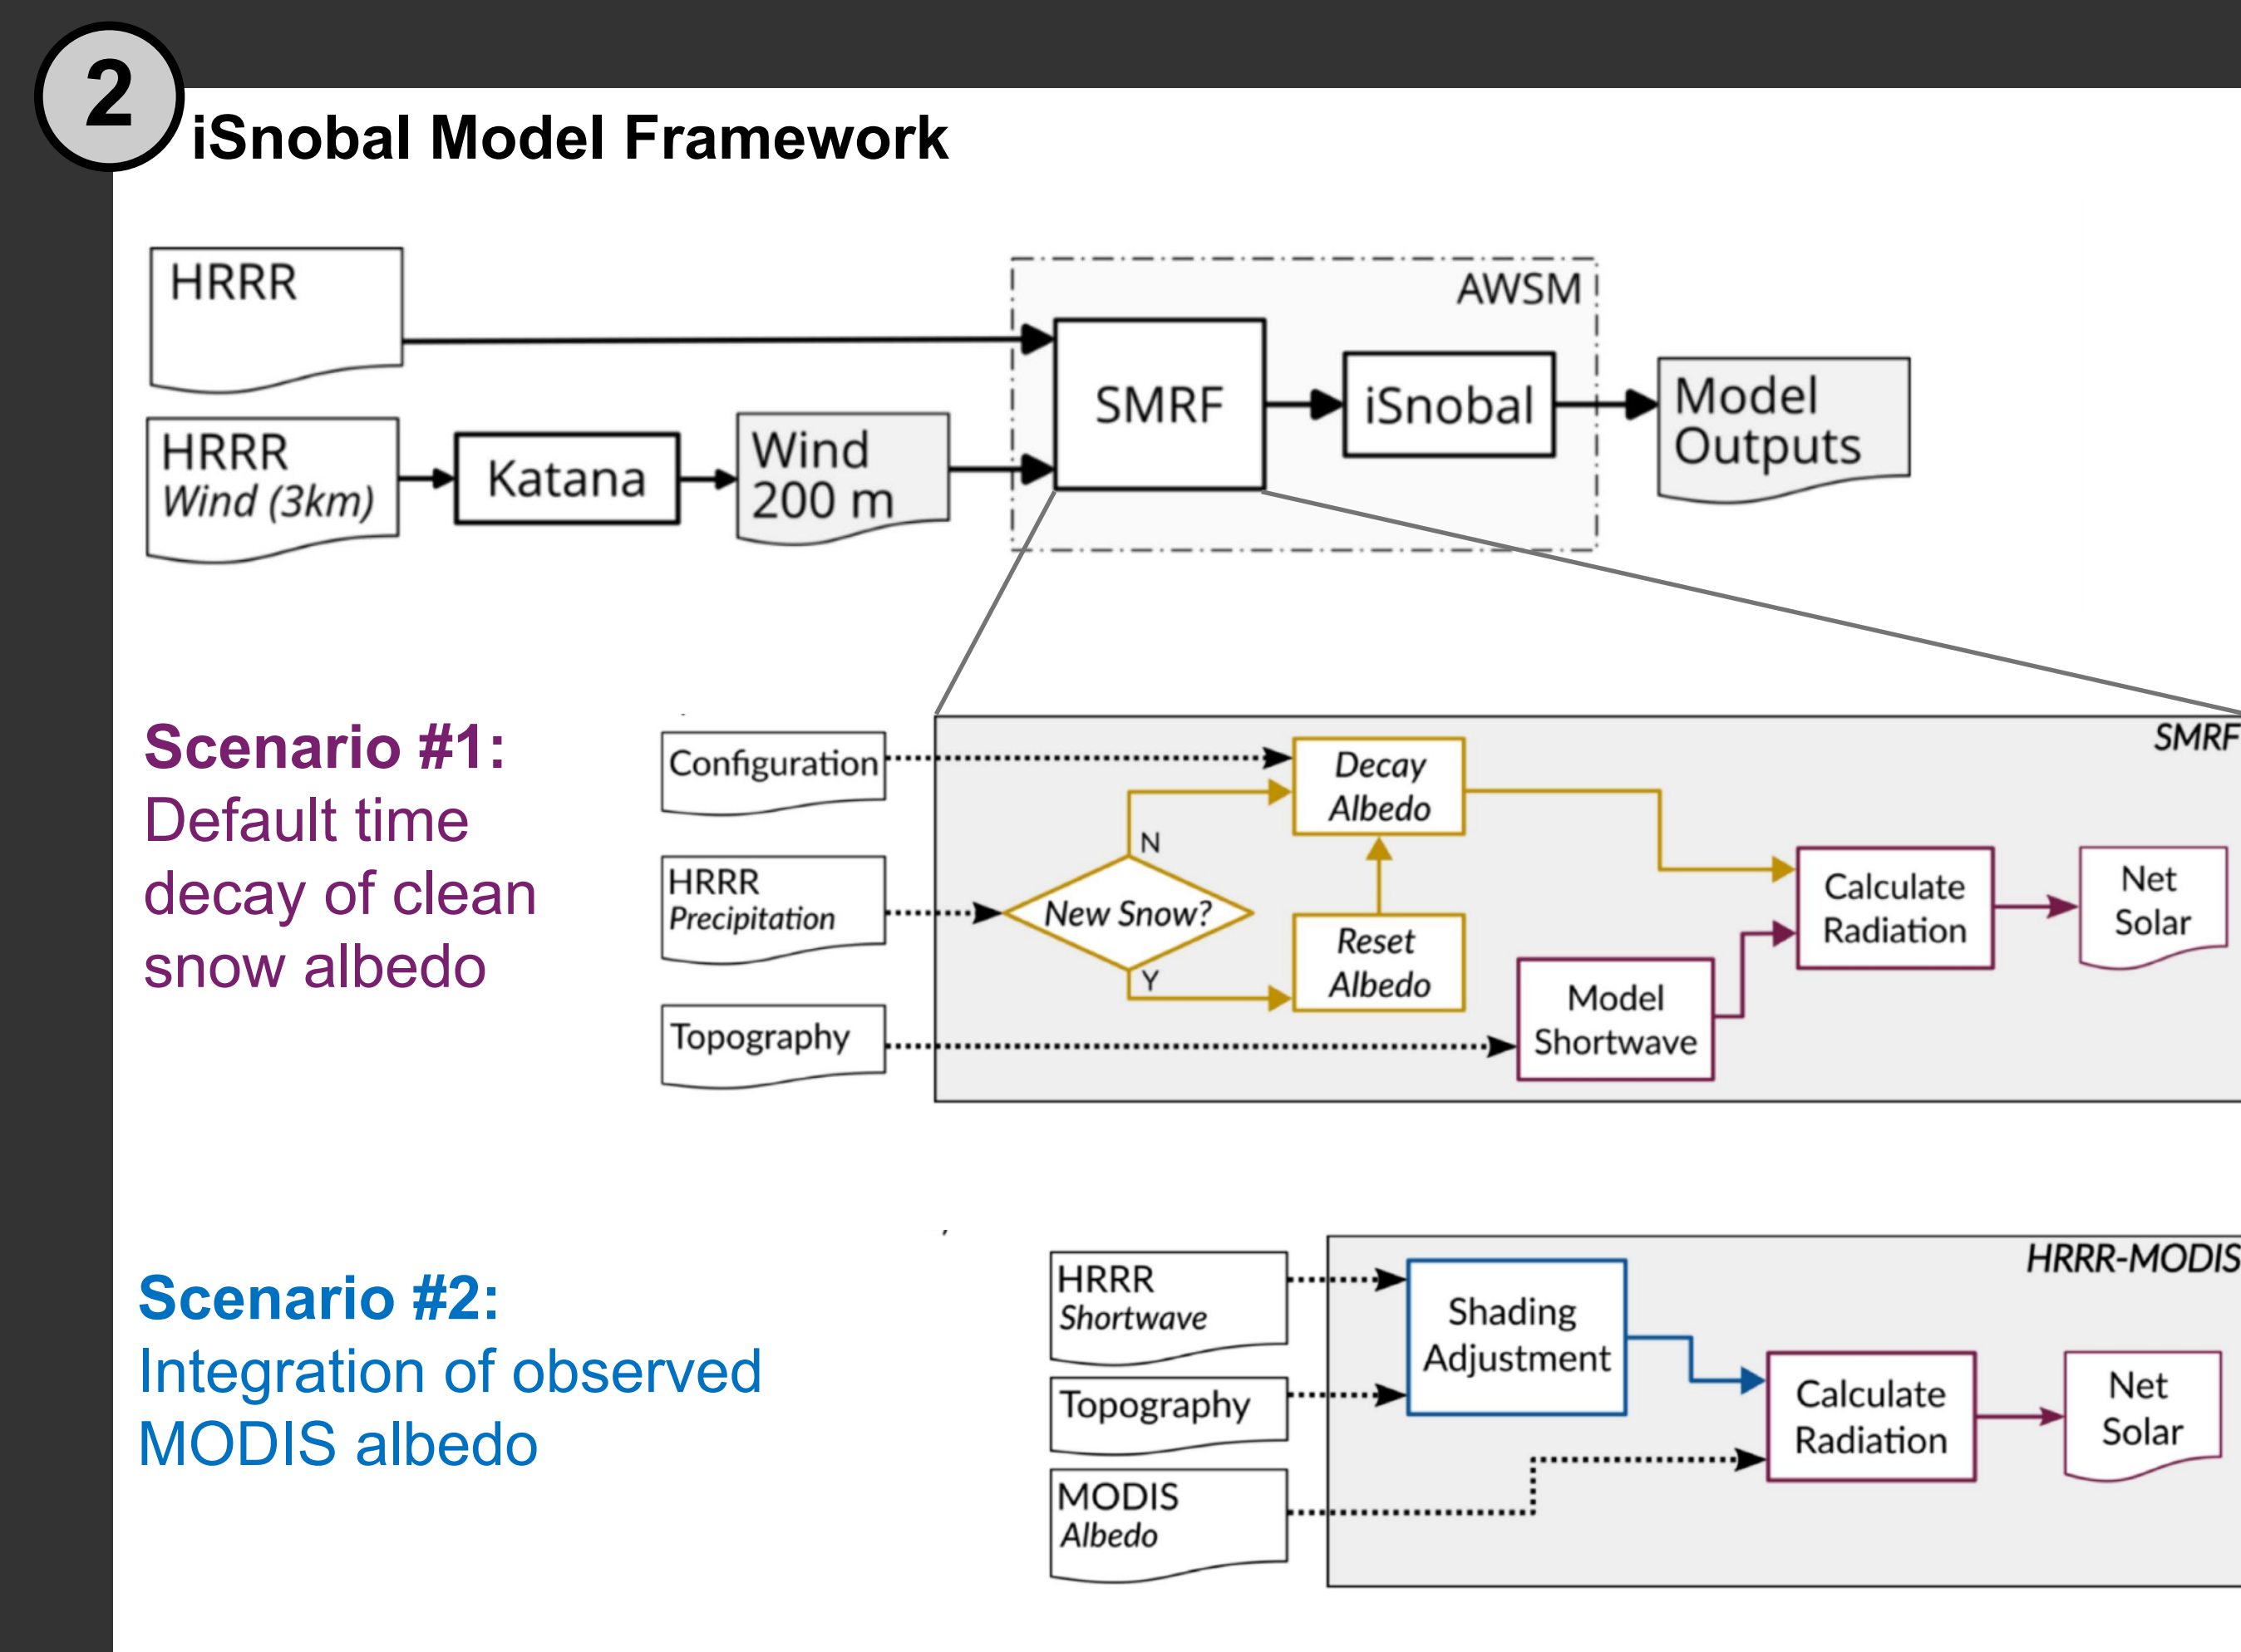 2
iSnobal Model Framework
HRRR
AWSM
SMRF
iSnobal
Model
Outputs
HRRR
Wind (3km)
Katana
Wind
200 m
Scenario #1:
Default time
decay of clean
snow albedo
SMRF
Configuration
Decay
Albedo
N
HRRR
Precipitation
New Snow?
Y
Reset
Albedo
Calculate
Radiation
Net
Solar
Topography
Model
Shortwave
Scenario #2:
Integration of observed
MODIS albedo
HRRR-MODIS
HRRR
Shortwave
Shading
Adjustment
Topography
Calculate
Radiation
Net
Solar
MODIS
Albedo